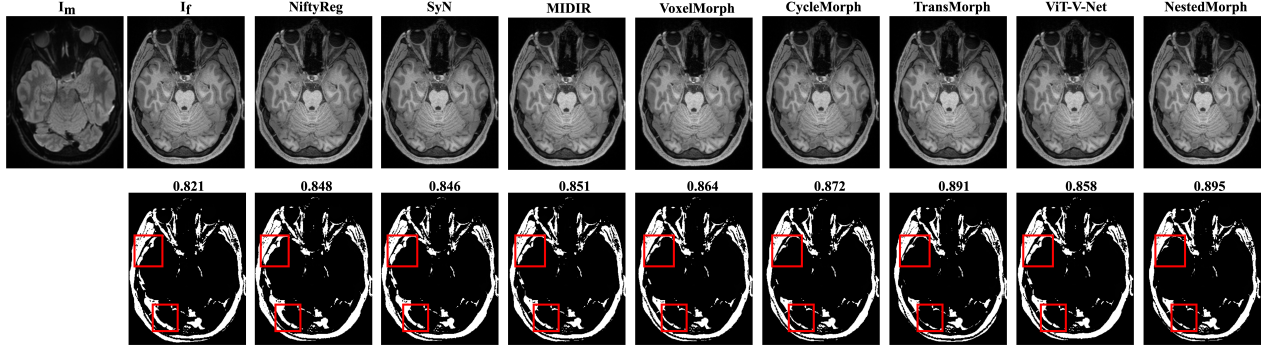 Im If NiftyReg SyN MIDIR VoxelMorph CycleMorph TransMorph ViT-V-Net NestedMorph
0.821 0.848 0.846 0.851 0.864 0.872 0.891 0.858 0.895